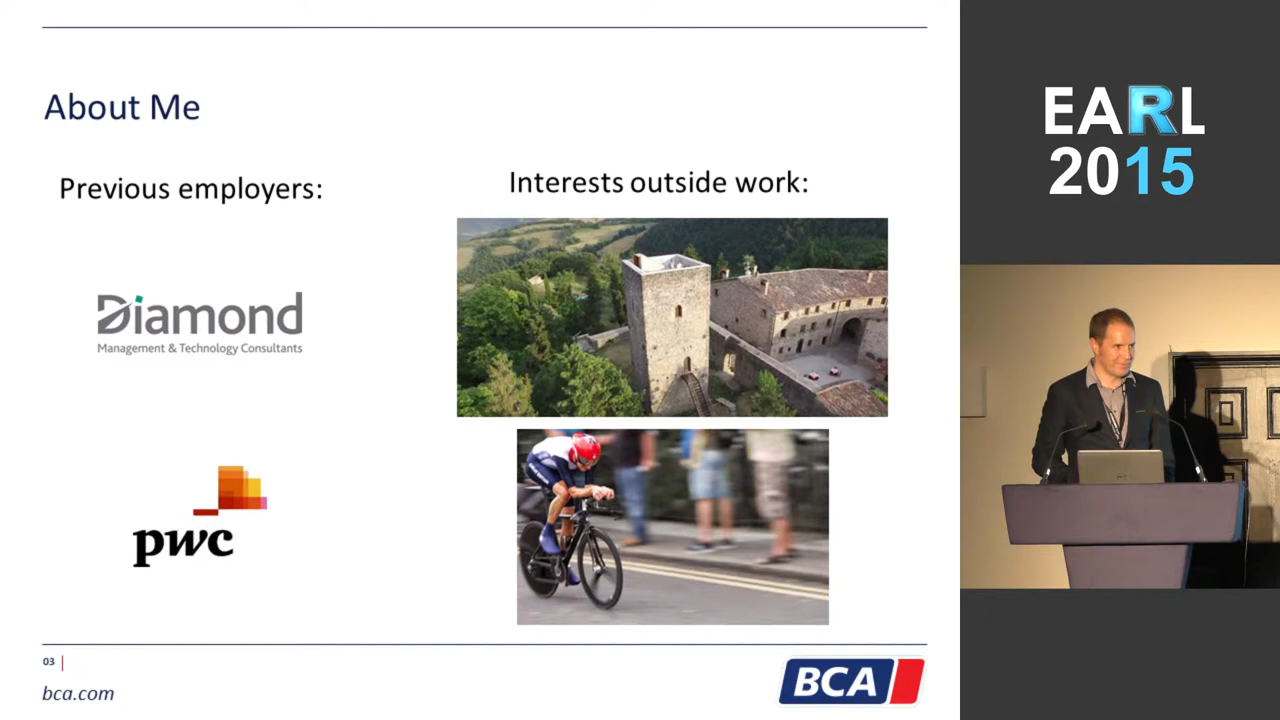 About Me
Previous employers:
Diamond
Management & Technology Consultants
pwc
Interests outside work:
03
bca.com
BCA
EARL
2015